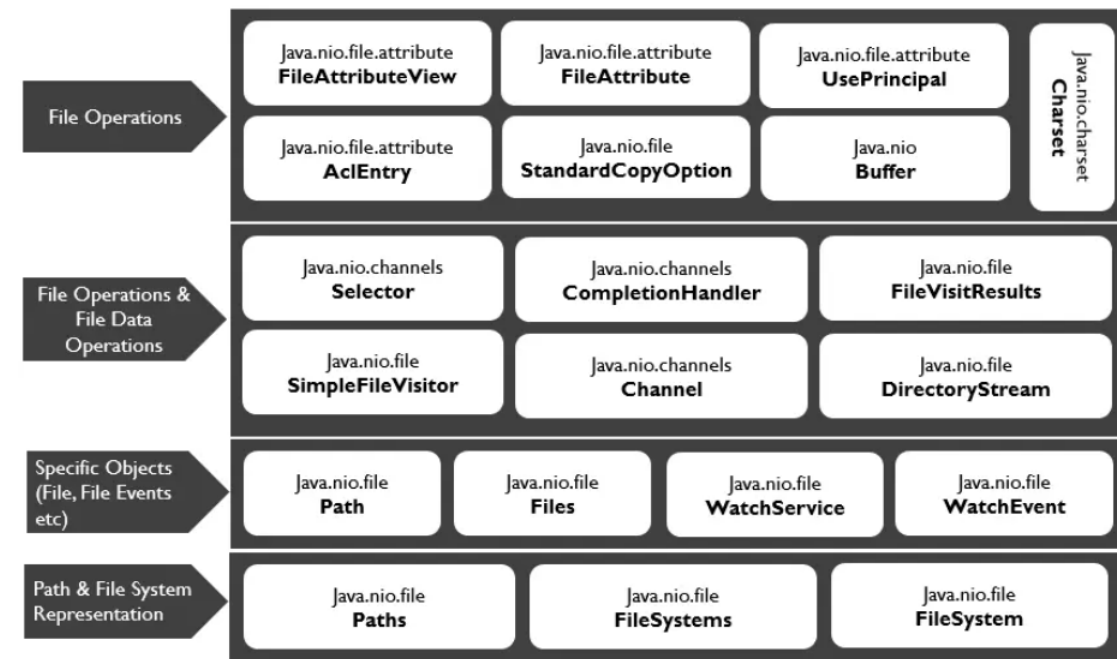 File Operations
Java.nio.file.attribute
FileAttributeView
Java.nio.file.attribute
FileAttribute
Java.nio.file.attribute
UsePrincipal
Java.nio.charset
Charset
Java.nio.file.attribute
AclEntry
Java.nio.file
StandardCopyOption
Java.nio
Buffer
File Operations &
File Data
Operations
Java.nio.channels
Selector
Java.nio.channels
CompletionHandler
Java.nio.file
FileVisitResults
Java.nio.file
SimpleFileVisitor
Java.nio.channels
Channel
Java.nio.file
DirectoryStream
Specific Objects
(File, File Events
etc)
Java.nio.file
Path
Java.nio.file
Files
Java.nio.file
WatchService
Java.nio.file
WatchEvent
Path & File System
Representation
Java.nio.file
Paths
Java.nio.file
FileSystems
Java.nio.file
FileSystem